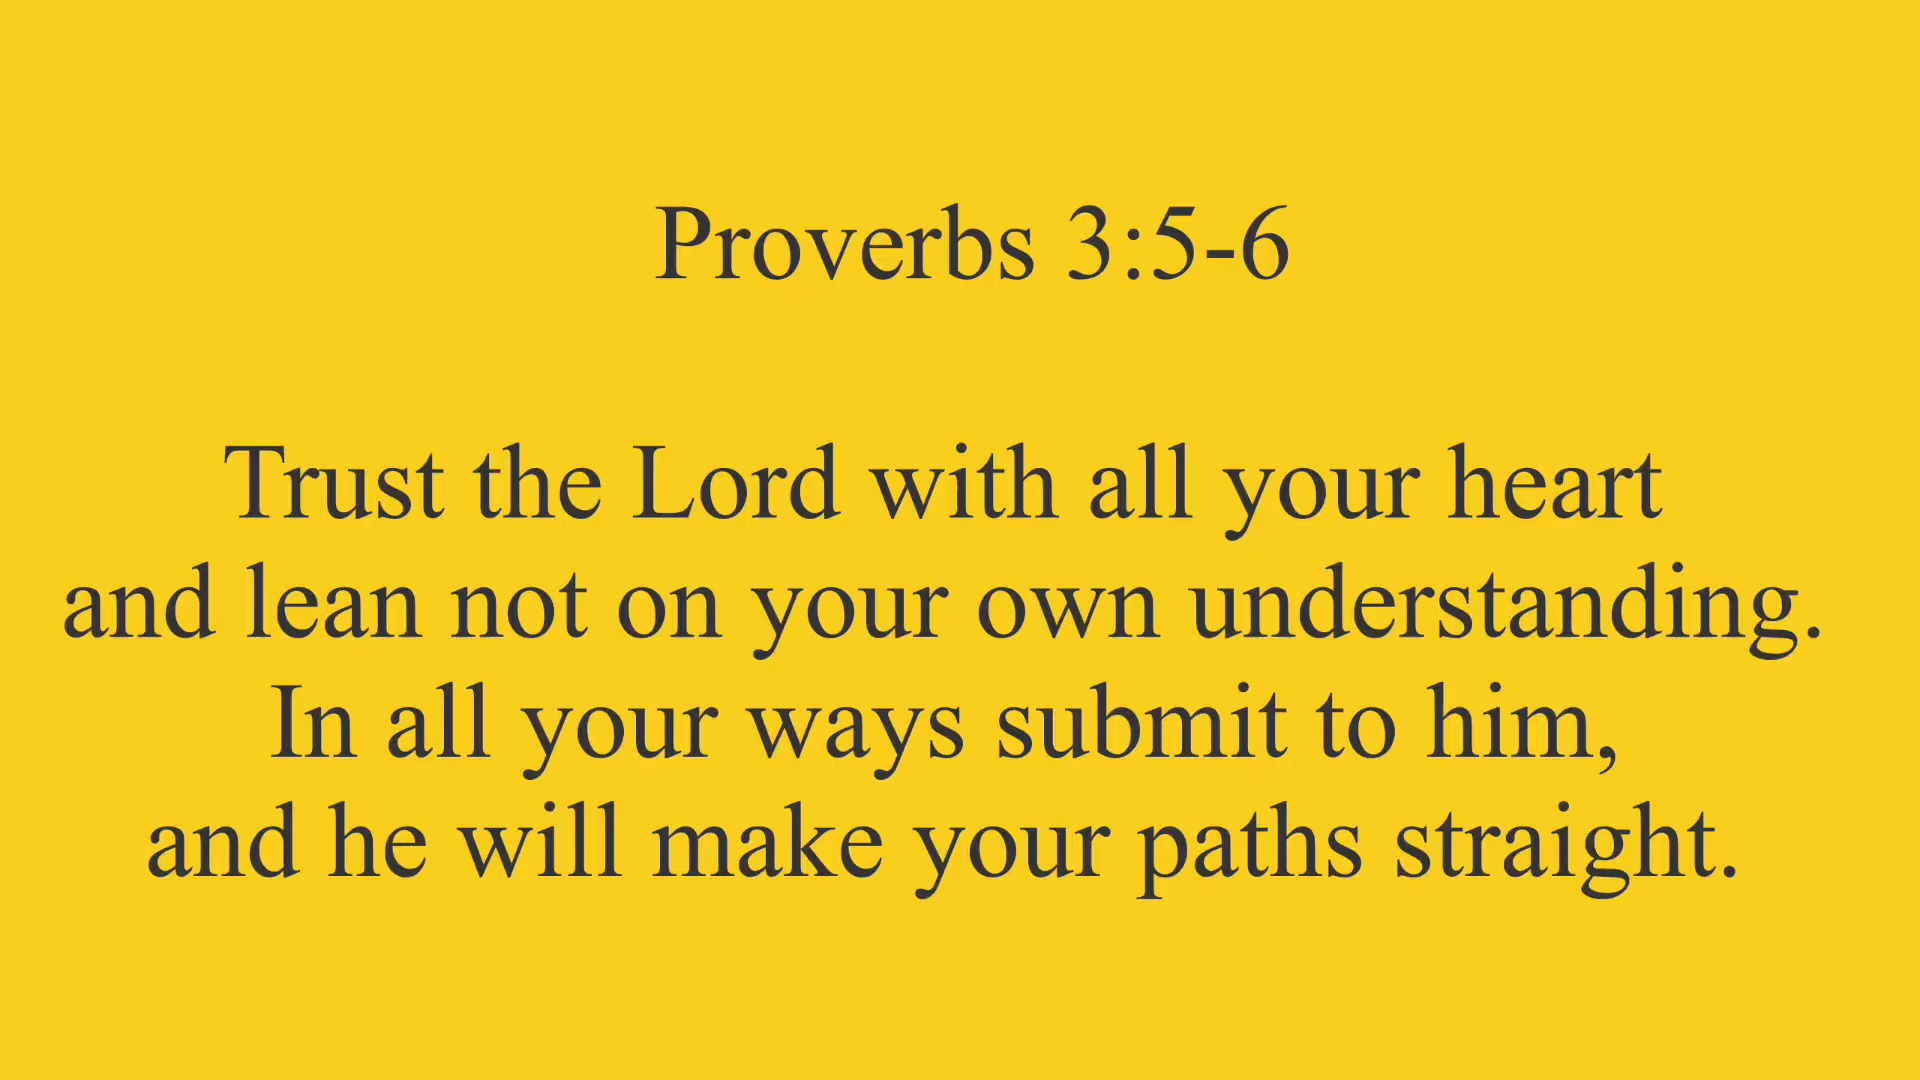 Proverbs 3:5-6
Trust the Lord with all your heart
and lean not on your own understanding.
In all your ways submit to him,
and he will make your paths straight.